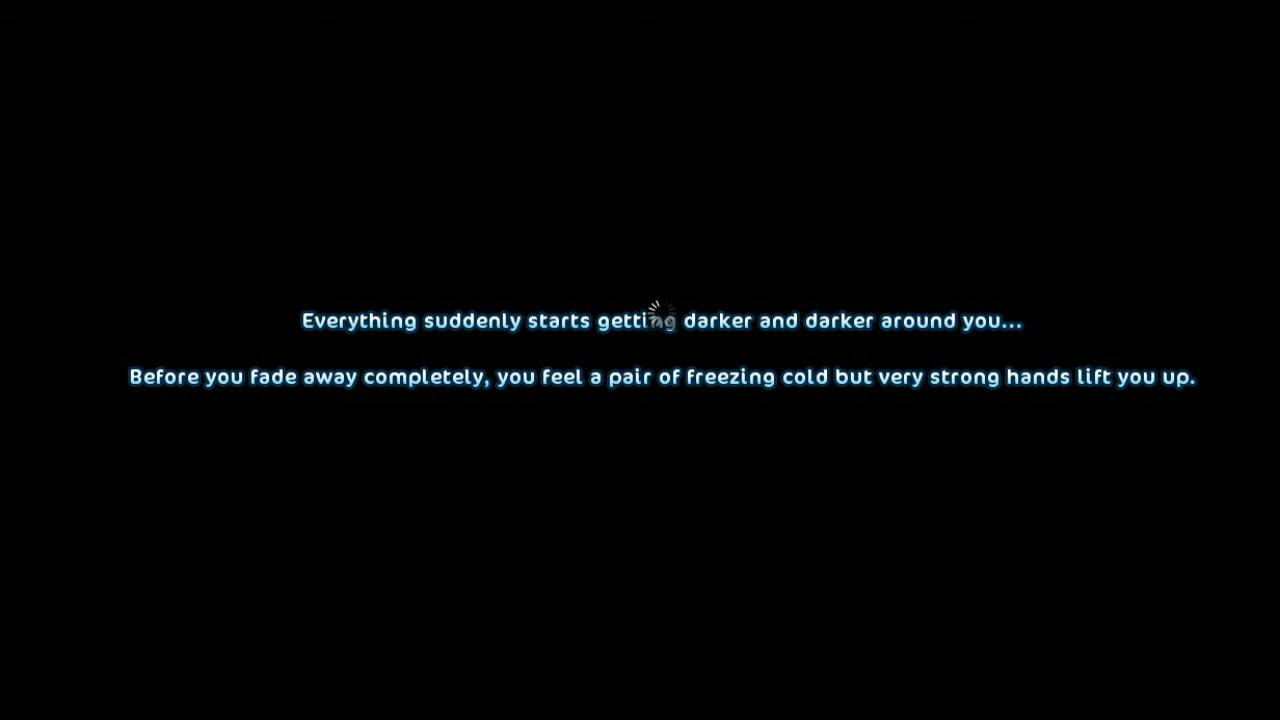 Everything suddenly starts getting darker and darker around you...
Before you fade away completely, you feel a pair of freezing cold but very strong hands lift you up.